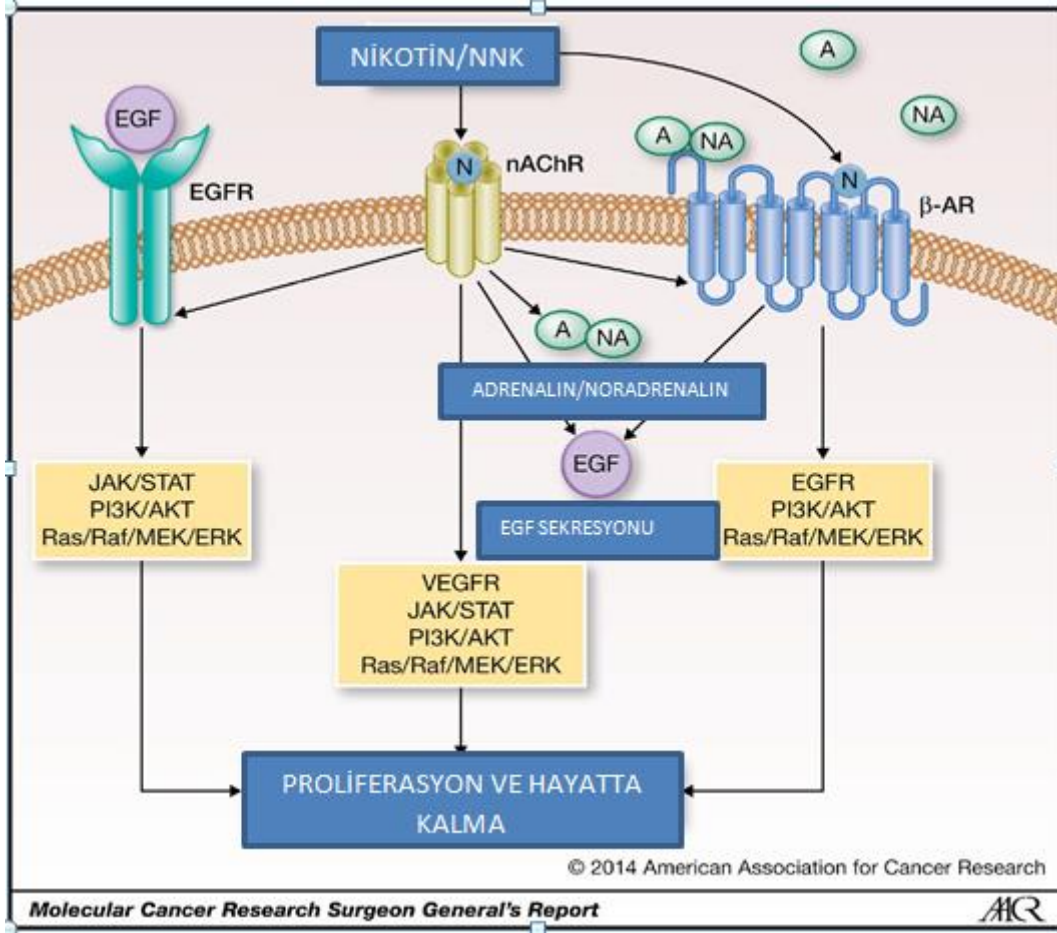 NİKOTİN/NNK
A
NA
EGF
A
NA
EGFR
N
nAChR
N
β-AR
A
NA
ADRENALIN/NORADRENALIN
EGF
EGF SEKRESYONU
JAK/STAT
PI3K/AKT
Ras/Raf/MEK/ERK
EGFR
PI3K/AKT
Ras/Raf/MEK/ERK
VEGFR
JAK/STAT
PI3K/AKT
Ras/Raf/MEK/ERK
PROLİFERASYON VE HAYATTA
KALMA
© 2014 American Association for Cancer Research
Molecular Cancer Research Surgeon General's Report
AACR